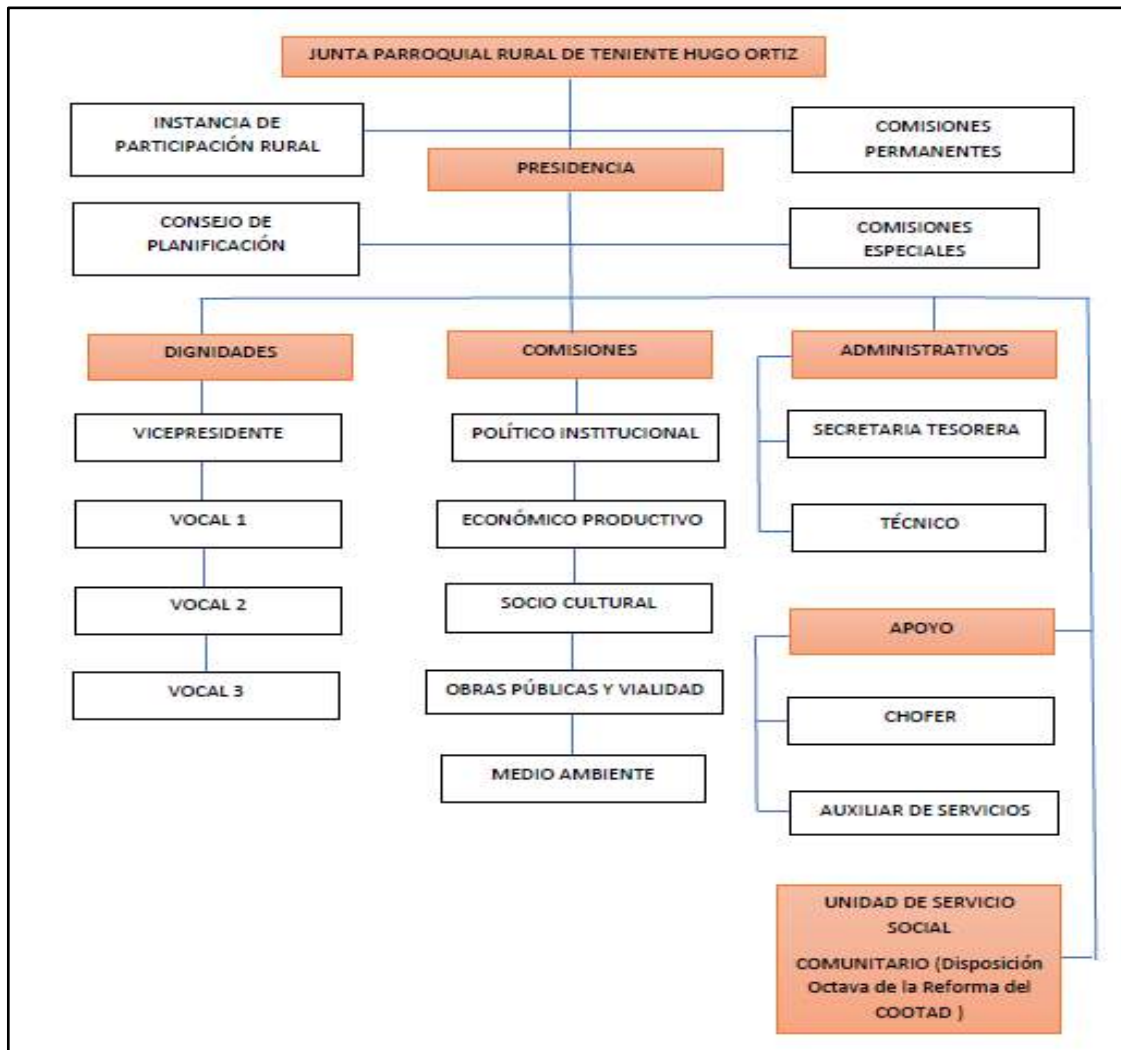 JUNTA PARROQUIAL RURAL DE TENIENTE HUGO ORTIZ
INSTANCIA DE
PARTICIPACIÓN RURAL
COMISIONES
PERMANENTES
PRESIDENCIA
CONSEJO DE
PLANIFICACIÓN
COMISIONES
ESPECIALES
DIGNIDADES
VICEPRESIDENTE
VOCAL 1
VOCAL 2
VOCAL 3
COMISIONES
POLÍTICO INSTITUCIONAL
ECONÓMICO PRODUCTIVO
SOCIO CULTURAL
OBRAS PÚBLICAS Y VIALIDAD
MEDIO AMBIENTE
ADMINISTRATIVOS
SECRETARIA TESORERA
TÉCNICO
APOYO
CHOFER
AUXILIAR DE SERVICIOS
UNIDAD DE SERVICIO
SOCIAL
COMUNITARIO (Disposición
Octava de la Reforma del
COOTAD )